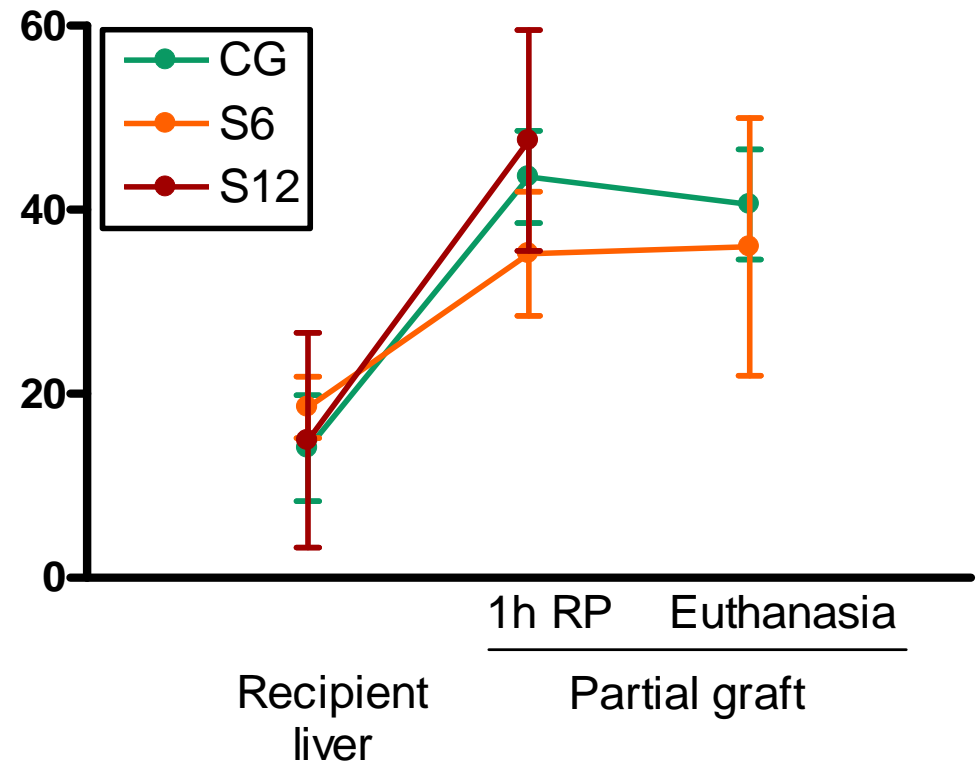 60
CG
S6
S12
40
20
0
1h RP Euthanasia
Recipient
liver
Partial graft